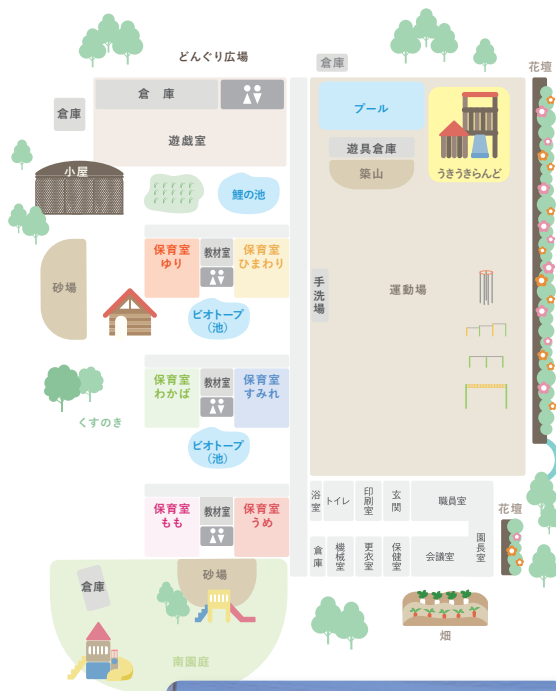 どんぐり広場
倉庫
花壇
倉庫
倉 庫
プール
遊具倉庫
築山
うきうきらんど
遊戯室
小屋
鯉の池
保育室
ゆり
教材室
保育室
ひまわり
砂場
手洗場
運動場
ビオトープ
（池）
保育室
わかば
教材室
保育室
すみれ
くすのき
ビオトープ
（池）
保育室
もも
教材室
保育室
うめ
浴室
トイレ
印刷室
玄関
職員室
花壇
園長室
倉庫
機械室
更衣室
保健室
会議室
砂場
倉庫
畑
南園庭